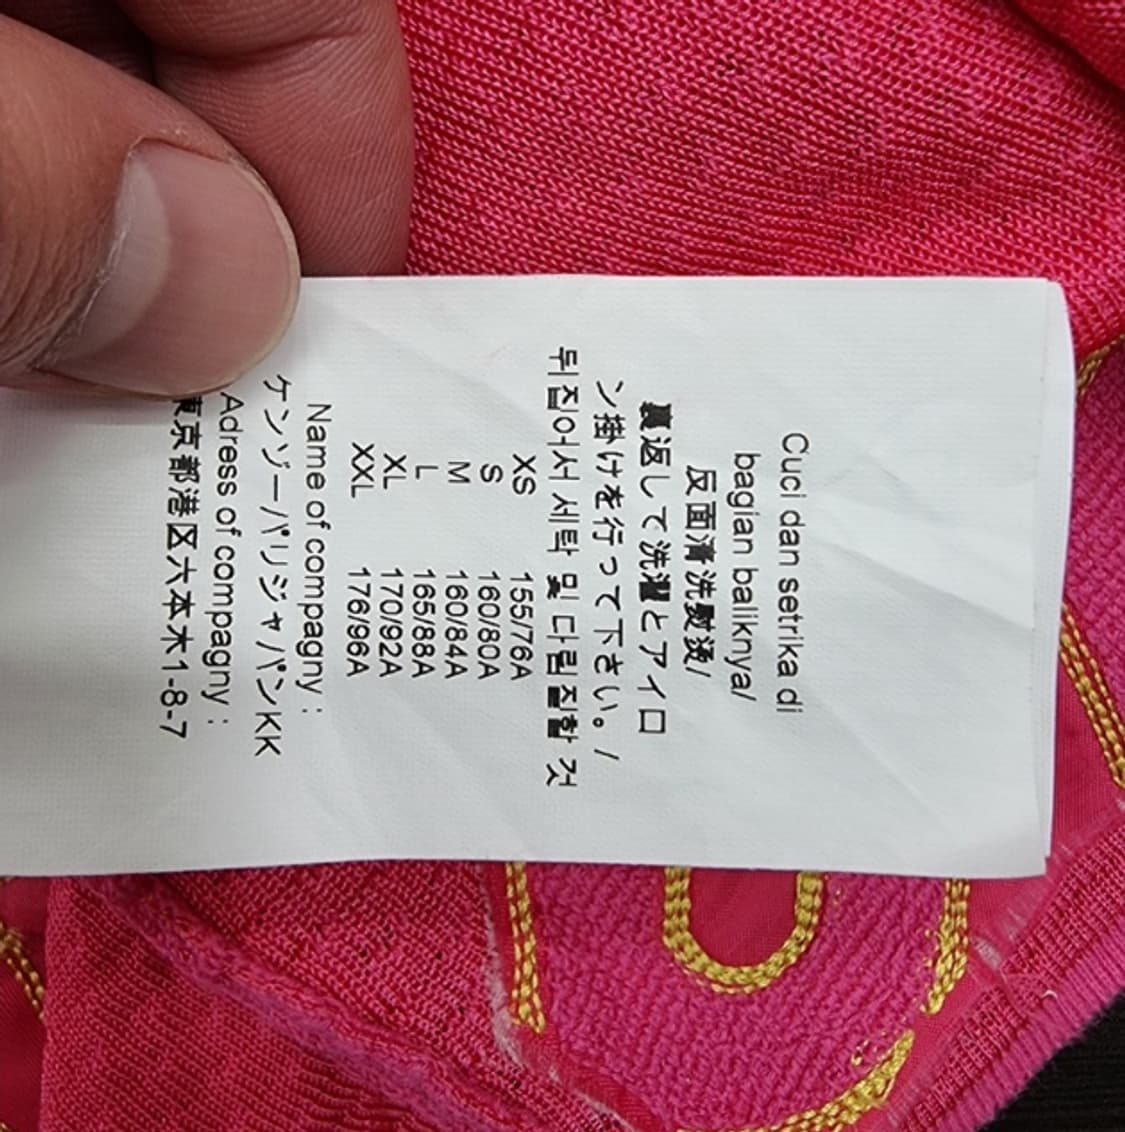 Cuci dan setrika di
bagian baliknya/
反面清洗熨烫/
裏返して洗濯とアイロ
ン掛けを行って下さい。/
뒤집어서 세탁 및 다림질할 것
XS 155/76A
S 160/80A
M 160/84A
L 165/88A
XL 170/92A
XXL 176/96A
Name of compagny :
ケンゾーパリジャパンKK
Adress of compagny :
東京都港区六本木1-8-7